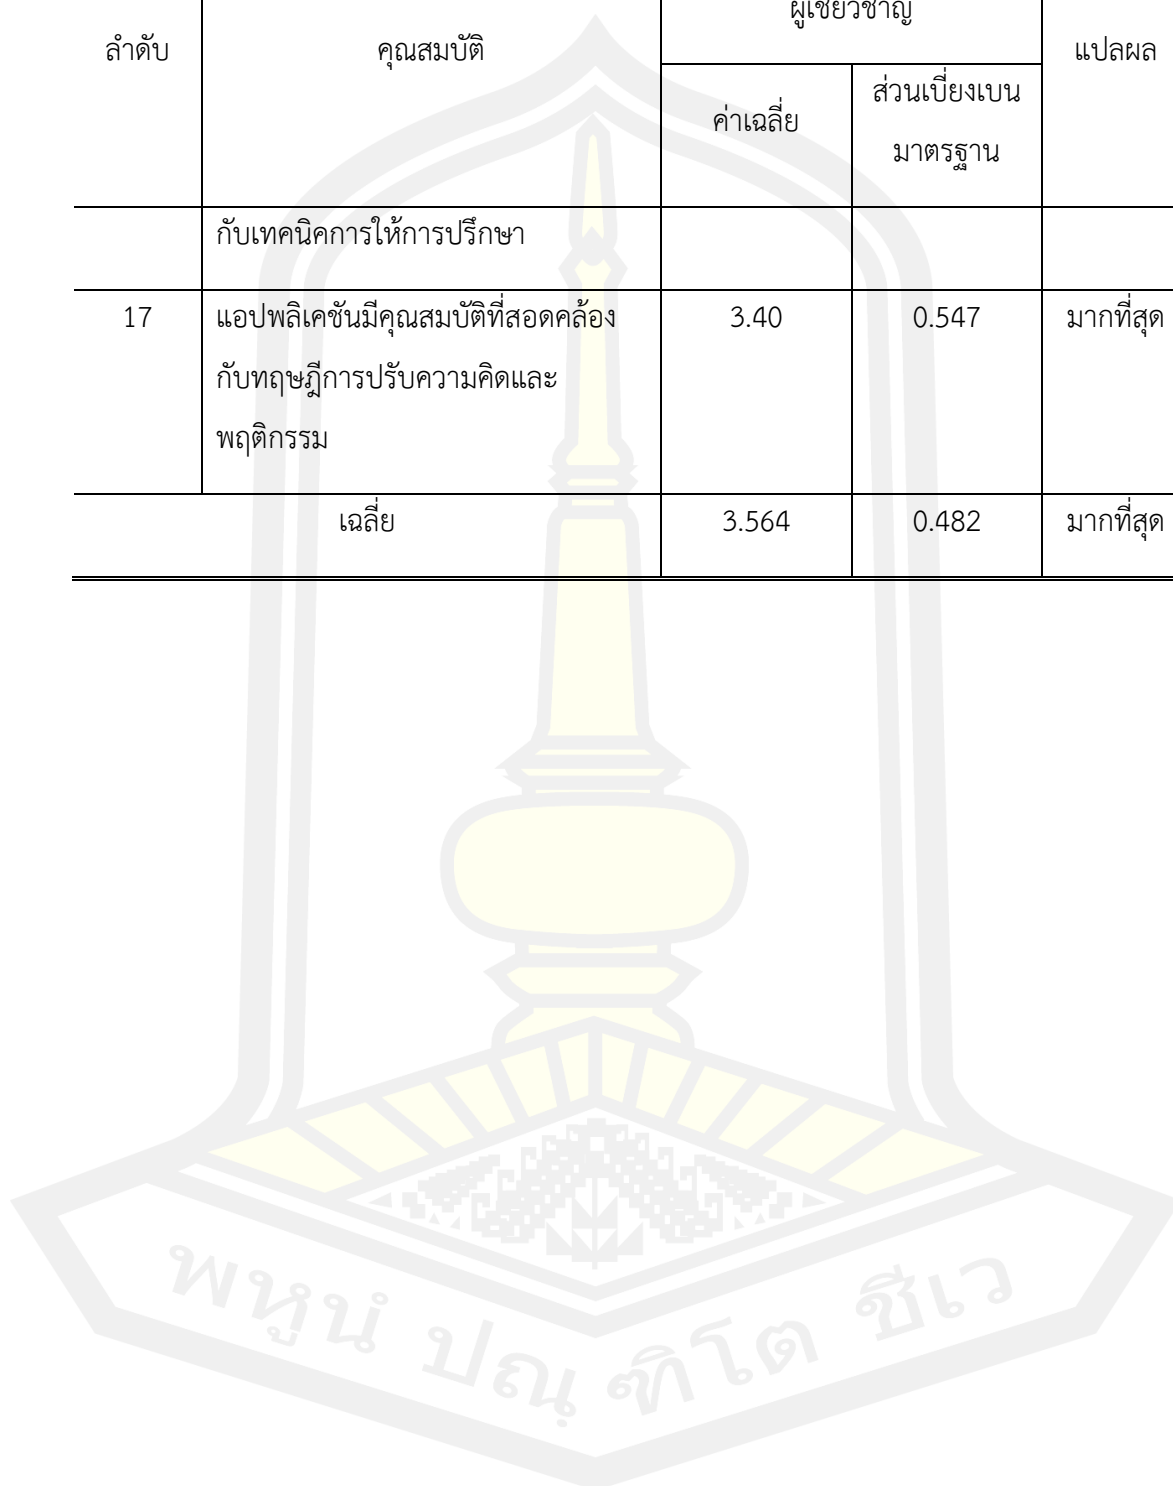 ผู้เชี่ยวชาญ
ลำดับ คุณสมบัติ แปลผล
ค่าเฉลี่ย ส่วนเบี่ยงเบน
มาตรฐาน
กับเทคนิคการให้การปรึกษา
17 แอปพลิเคชันมีคุณสมบัติที่สอดคล้อง 3.40 0.547 มากที่สุด
กับทฤษฎีการปรับความคิดและ
พฤติกรรม
เฉลี่ย 3.564 0.482 มากที่สุด
พหูนํ ปณฺฑิโต ชีเว